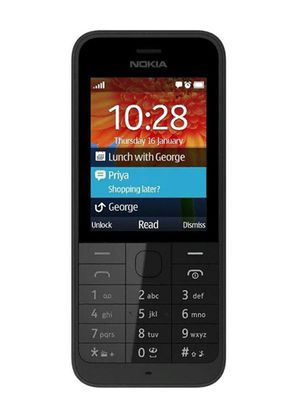 NOKIA
10:28
Thursday 16 January
Lunch with George
Priya
Shopping later?
George
Unlock Read Dismiss
1 2 abc 3 def
4 ghi 5 jkl 6 mno
7 pqrs 8 tuv 9 wxyz
* 0 #